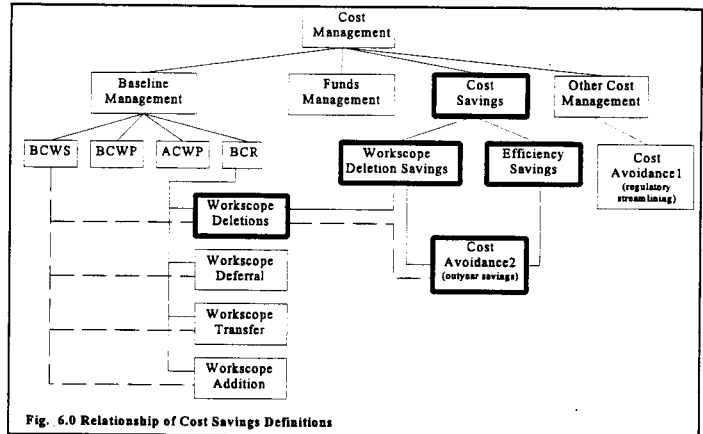 Cost
Management
Baseline
Management
Funds
Management
Cost
Savings
Other Cost
Management
BCWS
BCWP
ACWP
BCR
Workscope
Deletion Savings
Efficiency
Savings
Cost
Avoidance1
(regulatory
streamlining)
Workscope
Deletions
Cost
Avoidance2
(outyear savings)
Workscope
Deferral
Workscope
Transfer
Workscope
Addition
Fig. 6.0 Relationship of Cost Savings Definitions